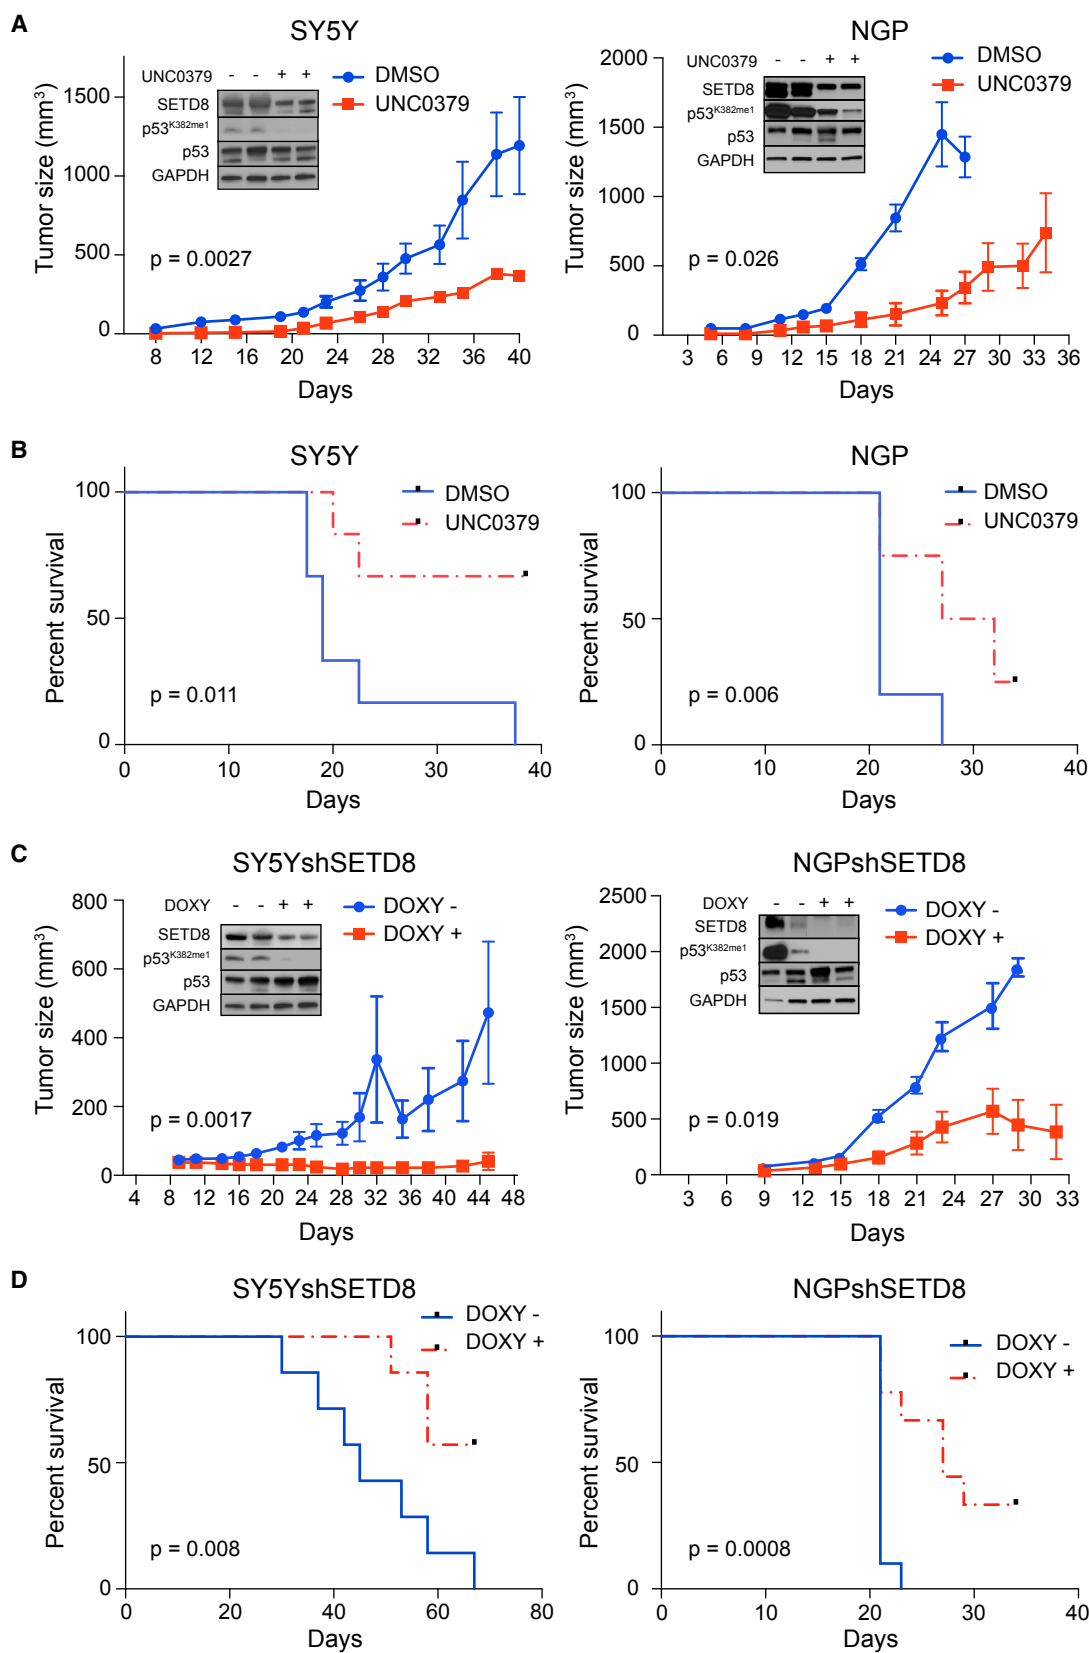 A
SY5Y
Tumor size (mm3)
1500
1000
500
0
8 12 16 20 24 28 32 36 40
Days
UNC0379 - - + +
SETD8
p53K382me1
p53
GAPDH
DMSO
UNC0379
p = 0.0027
NGP
Tumor size (mm3)
2000
1500
1000
500
0
3 6 9 12 15 18 21 24 27 30 33 36
Days
UNC0379 - - + +
SETD8
p53K382me1
p53
GAPDH
DMSO
UNC0379
p = 0.026
B
SY5Y
Percent survival
100
50
0
0 10 20 30 40
Days
DMSO
UNC0379
p = 0.011
NGP
Percent survival
100
50
0
0 10 20 30 40
Days
DMSO
UNC0379
p = 0.006
C
SY5YshSETD8
Tumor size (mm3)
800
600
400
200
0
4 8 12 16 20 24 28 32 36 40 44 48
Days
DOXY - - + +
SETD8
p53K382me1
p53
GAPDH
DOXY -
DOXY +
p = 0.0017
NGPshSETD8
Tumor size (mm3)
2500
2000
1500
1000
500
0
3 6 9 12 15 18 21 24 27 30 33
Days
DOXY - - + +
SETD8
p53K382me1
p53
GAPDH
DOXY -
DOXY +
p = 0.019
D
SY5YshSETD8
Percent survival
100
50
0
0 20 40 60 80
Days
DOXY -
DOXY +
p = 0.008
NGPshSETD8
Percent survival
100
50
0
0 10 20 30 40
Days
DOXY -
DOXY +
p = 0.0008